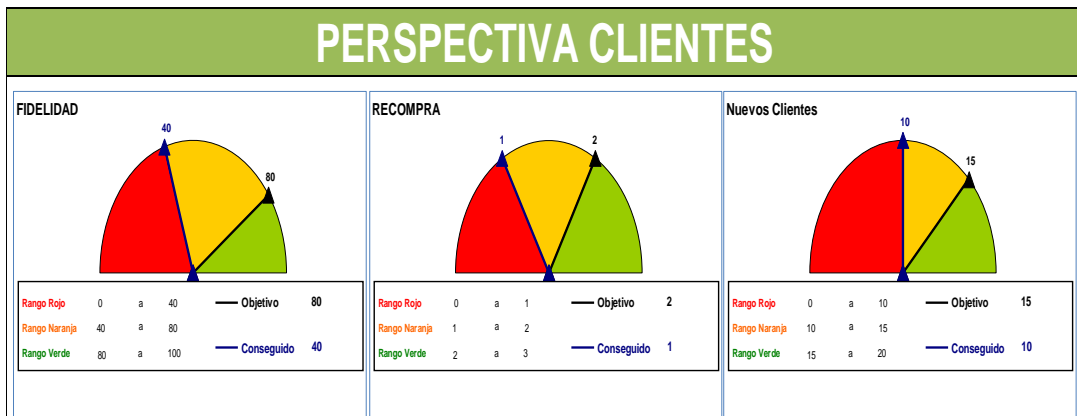 PERSPECTIVA CLIENTES
FIDELIDAD
40
80
Rango Rojo 0 a 40 Objetivo 80
Rango Naranja 40 a 80
Rango Verde 80 a 100 Conseguido 40
RECOMPRA
1
2
Rango Rojo 0 a 1 Objetivo 2
Rango Naranja 1 a 2
Rango Verde 2 a 3 Conseguido 1
Nuevos Clientes
10
15
Rango Rojo 0 a 10 Objetivo 15
Rango Naranja 10 a 15
Rango Verde 15 a 20 Conseguido 10